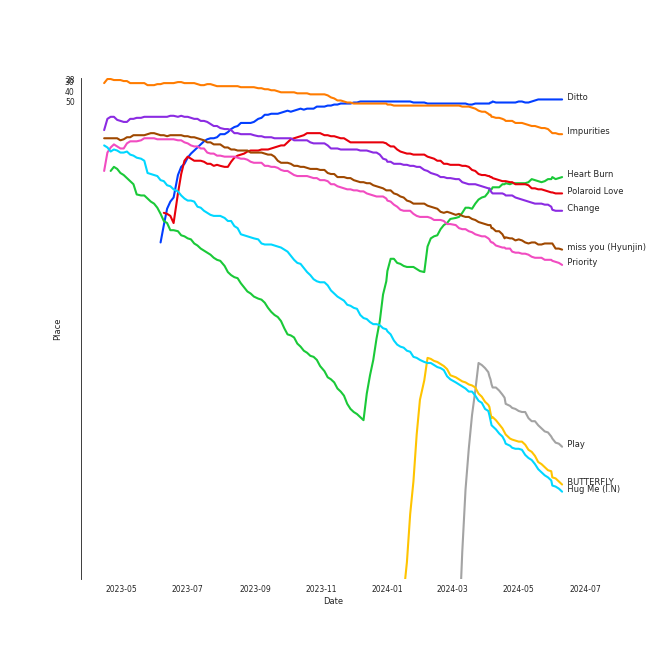 40
50
Ditto
Impurities
Heart Burn
Polaroid Love
Change
miss you (Hyunjin)
Priority
Play
BUTTERFLY
Hug Me (I.N)
Place
2023-05
2023-07
2023-09
2023-11
2024-01
2024-03
2024-05
2024-07
Date